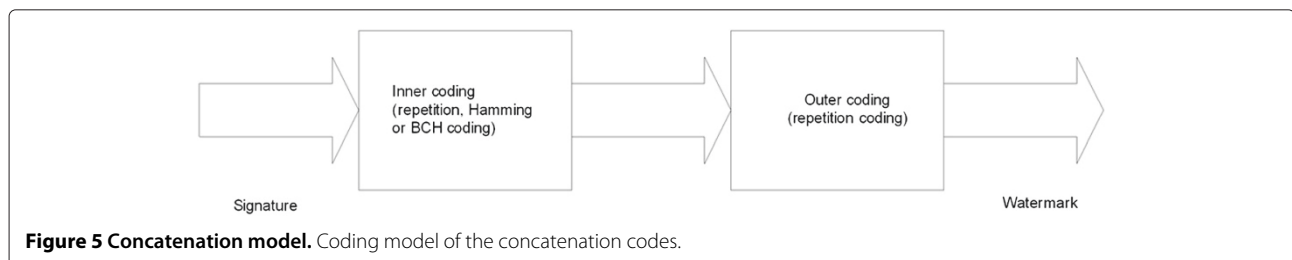 Inner coding
(repetition, Hamming
or BCH coding)
Outer coding
(repetition coding)
Signature
Watermark
Figure 5 Concatenation model. Coding model of the concatenation codes.